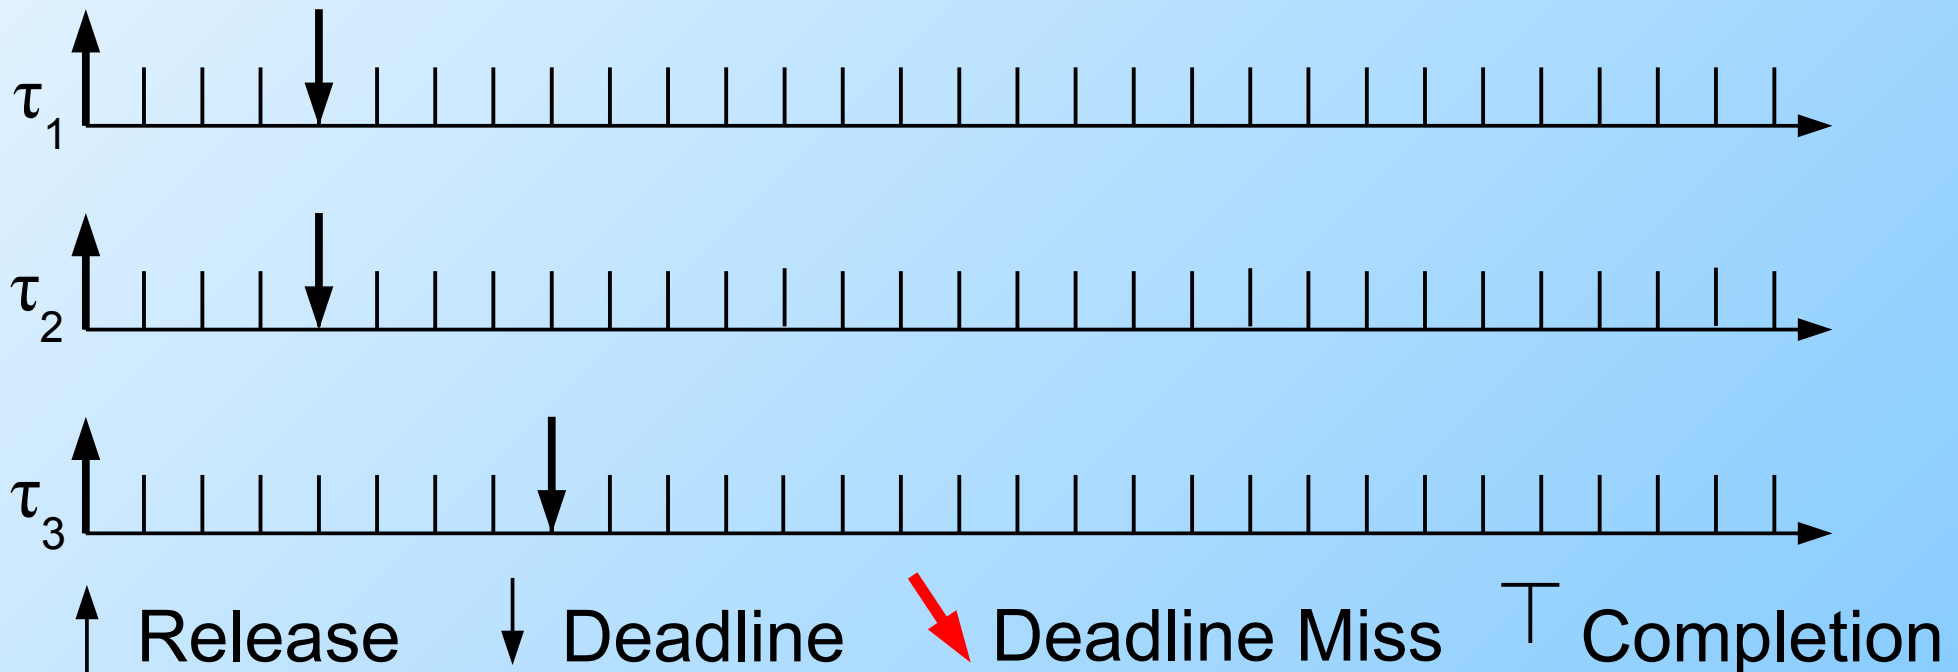 τ1
τ2
τ3
Release Deadline Deadline Miss Completion